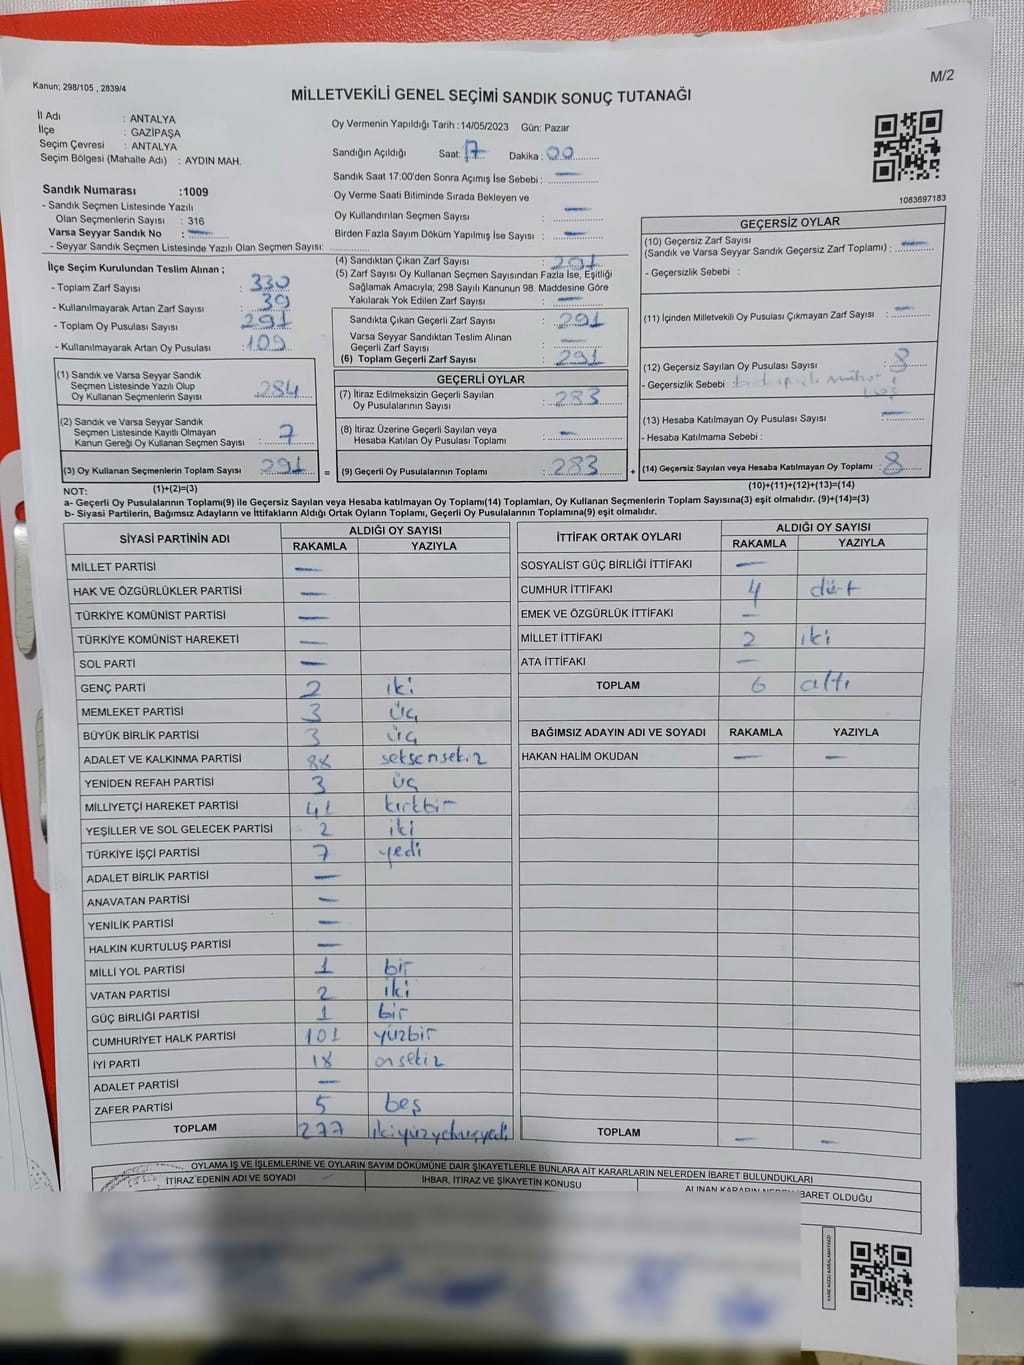 Kanun; 298/105 , 2839/4
M/2
MİLLETVEKİLİ GENEL SEÇİMİ SANDIK SONUÇ TUTANAĞI
İl Adı : ANTALYA
İlçe : GAZİPAŞA
Seçim Çevresi : ANTALYA
Seçim Bölgesi (Mahalle Adı) : AYDIN MAH.
Sandık Numarası :1009
- Sandık Seçmen Listesinde Yazılı
Olan Seçmenlerin Sayısı : 316
Varsa Seyyar Sandık No : —
- Seyyar Sandık Seçmen Listesinde Yazılı Olan Seçmen Sayısı:
Oy Vermenin Yapıldığı Tarih :14/05/2023 Gün: Pazar
Sandığın Açıldığı Saat: 17 Dakika : 00
Sandık Saat 17:00'den Sonra Açımış İse Sebebi : —
Oy Verme Saati Bitiminde Sırada Bekleyen ve
Oy Kullandırılan Seçmen Sayısı : —
Birden Fazla Sayım Döküm Yapılmış İse Sayısı : —
1083697183
İlçe Seçim Kurulundan Teslim Alınan ;
- Toplam Zarf Sayısı : 330
- Kullanılmayarak Artan Zarf Sayısı : 39
- Toplam Oy Pusulası Sayısı : 291
- Kullanılmayarak Artan Oy Pusulası : 109
(1) Sandık ve Varsa Seyyar Sandık
Seçmen Listesinde Yazılı Olup
Oy Kullanan Seçmenlerin Sayısı : 284
(2) Sandık ve Varsa Seyyar Sandık
Seçmen Listesinde Kayıtlı Olmayan
Kanun Gereği Oy Kullanan Seçmen Sayısı : 7
(3) Oy Kullanan Seçmenlerin Toplam Sayısı 291 =
(4) Sandıktan Çıkan Zarf Sayısı : 291
(5) Zarf Sayısı Oy Kullanan Seçmen Sayısından Fazla İse, Eşitliği
Sağlamak Amacıyla; 298 Sayılı Kanunun 98. Maddesine Göre
Yakılarak Yok Edilen Zarf Sayısı : —
Sandıkta Çıkan Geçerli Zarf Sayısı : 291
Varsa Seyyar Sandıktan Teslim Alınan
Geçerli Zarf Sayısı : —
(6) Toplam Geçerli Zarf Sayısı : 291
GEÇERLİ OYLAR
(7) İtiraz Edilmeksizin Geçerli Sayılan
Oy Pusulalarının Sayısı : 283
(8) İtiraz Üzerine Geçerli Sayılan veya
Hesaba Katılan Oy Pusulası Toplamı : —
(9) Geçerli Oy Pusulalarının Toplamı : 283 +
GEÇERSİZ OYLAR
(10) Geçersiz Zarf Sayısı
(Sandık ve Varsa Seyyar Sandık Geçersiz Zarf Toplamı) : —
- Geçersizlik Sebebi :
(11) İçinden Milletvekili Oy Pusulası Çıkmayan Zarf Sayısı : —
(12) Geçersiz Sayılan Oy Pusulası Sayısı : 8
- Geçersizlik Sebebi :
(13) Hesaba Katılmayan Oy Pusulası Sayısı : —
- Hesaba Katılmama Sebebi :
(14) Geçersiz Sayılan veya Hesaba Katılmayan Oy Toplamı : 8
NOT: (1)+(2)=(3)
(10)+(11)+(12)+(13)=(14)
a- Geçerli Oy Pusulalarının Toplamı(9) ile Geçersiz Sayılan veya Hesaba katılmayan Oy Toplamı(14) Toplamları, Oy Kullanan Seçmenlerin Toplam Sayısına(3) eşit olmalıdır. (9)+(14)=(3)
b- Siyasi Partilerin, Bağımsız Adayların ve İttifakların Aldığı Ortak Oyların Toplamı, Geçerli Oy Pusulalarının Toplamına(9) eşit olmalıdır.
SİYASİ PARTİNİN ADI ALDIĞI OY SAYISI
RAKAMLA YAZIYLA
MİLLET PARTİSİ —
HAK VE ÖZGÜRLÜKLER PARTİSİ —
TÜRKİYE KOMÜNİST PARTİSİ —
TÜRKİYE KOMÜNİST HAREKETİ —
SOL PARTİ —
GENÇ PARTİ 2 iki
MEMLEKET PARTİSİ 3 üç
BÜYÜK BİRLİK PARTİSİ 3 üç
ADALET VE KALKINMA PARTİSİ 88 seksensekiz
YENİDEN REFAH PARTİSİ 3 üç
MİLLİYETÇİ HAREKET PARTİSİ 41 kırkbir
YEŞİLLER VE SOL GELECEK PARTİSİ 2 iki
TÜRKİYE İŞÇİ PARTİSİ 7 yedi
ADALET BİRLİK PARTİSİ —
ANAVATAN PARTİSİ —
YENİLİK PARTİSİ —
HALKIN KURTULUŞ PARTİSİ —
MİLLİ YOL PARTİSİ 1 bir
VATAN PARTİSİ 2 iki
GÜÇ BİRLİĞİ PARTİSİ 1 bir
CUMHURİYET HALK PARTİSİ 101 yüzbir
İYİ PARTİ 18 onsekiz
ADALET PARTİSİ —
ZAFER PARTİSİ 5 beş
TOPLAM 277 ikiyüzyetmişyedi
İTTİFAK ORTAK OYLARI ALDIĞI OY SAYISI
RAKAMLA YAZIYLA
SOSYALİST GÜÇ BİRLİĞİ İTTİFAKI —
CUMHUR İTTİFAKI 4 dört
EMEK VE ÖZGÜRLÜK İTTİFAKI —
MİLLET İTTİFAKI 2 iki
ATA İTTİFAKI —
TOPLAM 6 altı
BAĞIMSIZ ADAYIN ADI VE SOYADI RAKAMLA YAZIYLA
HAKAN HALİM OKUDAN — —
TOPLAM — —
OYLAMA İŞ VE İŞLEMLERİNE VE OYLARIN SAYIM DÖKÜMÜNE DAİR ŞİKAYETLERLE BUNLARA AİT KARARLARIN NELERDEN İBARET BULUNDUKLARI
İTİRAZ EDENİN ADI VE SOYADI İHBAR, İTİRAZ VE ŞİKAYETİN KONUSU ALINAN KARARIN NEDEN İBARET OLDUĞU